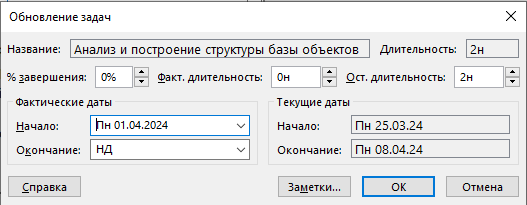 Обновление задач
Название: Анализ и построение структуры базы объектов Длительность: 2н
% завершения: 0% Факт. длительность: 0н Ост. длительность: 2н
Фактические даты Текущие даты
Начало: Пн 01.04.2024 Начало: Пн 25.03.24
Окончание: НД Окончание: Пн 08.04.24
Справка Заметки... ОК Отмена